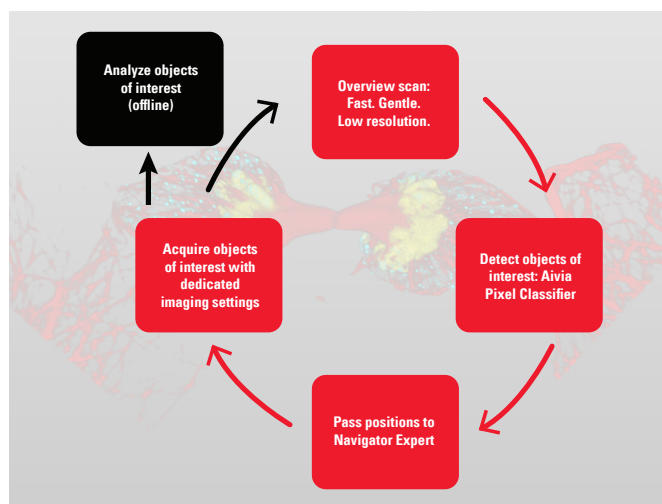 Analyze objects
of interest
(offline)
Overview scan:
Fast. Gentle.
Low resolution.
Acquire objects
of interest with
dedicated
imaging settings
Detect objects of
interest: Aivia
Pixel Classifier
Pass positions to
Navigator Expert